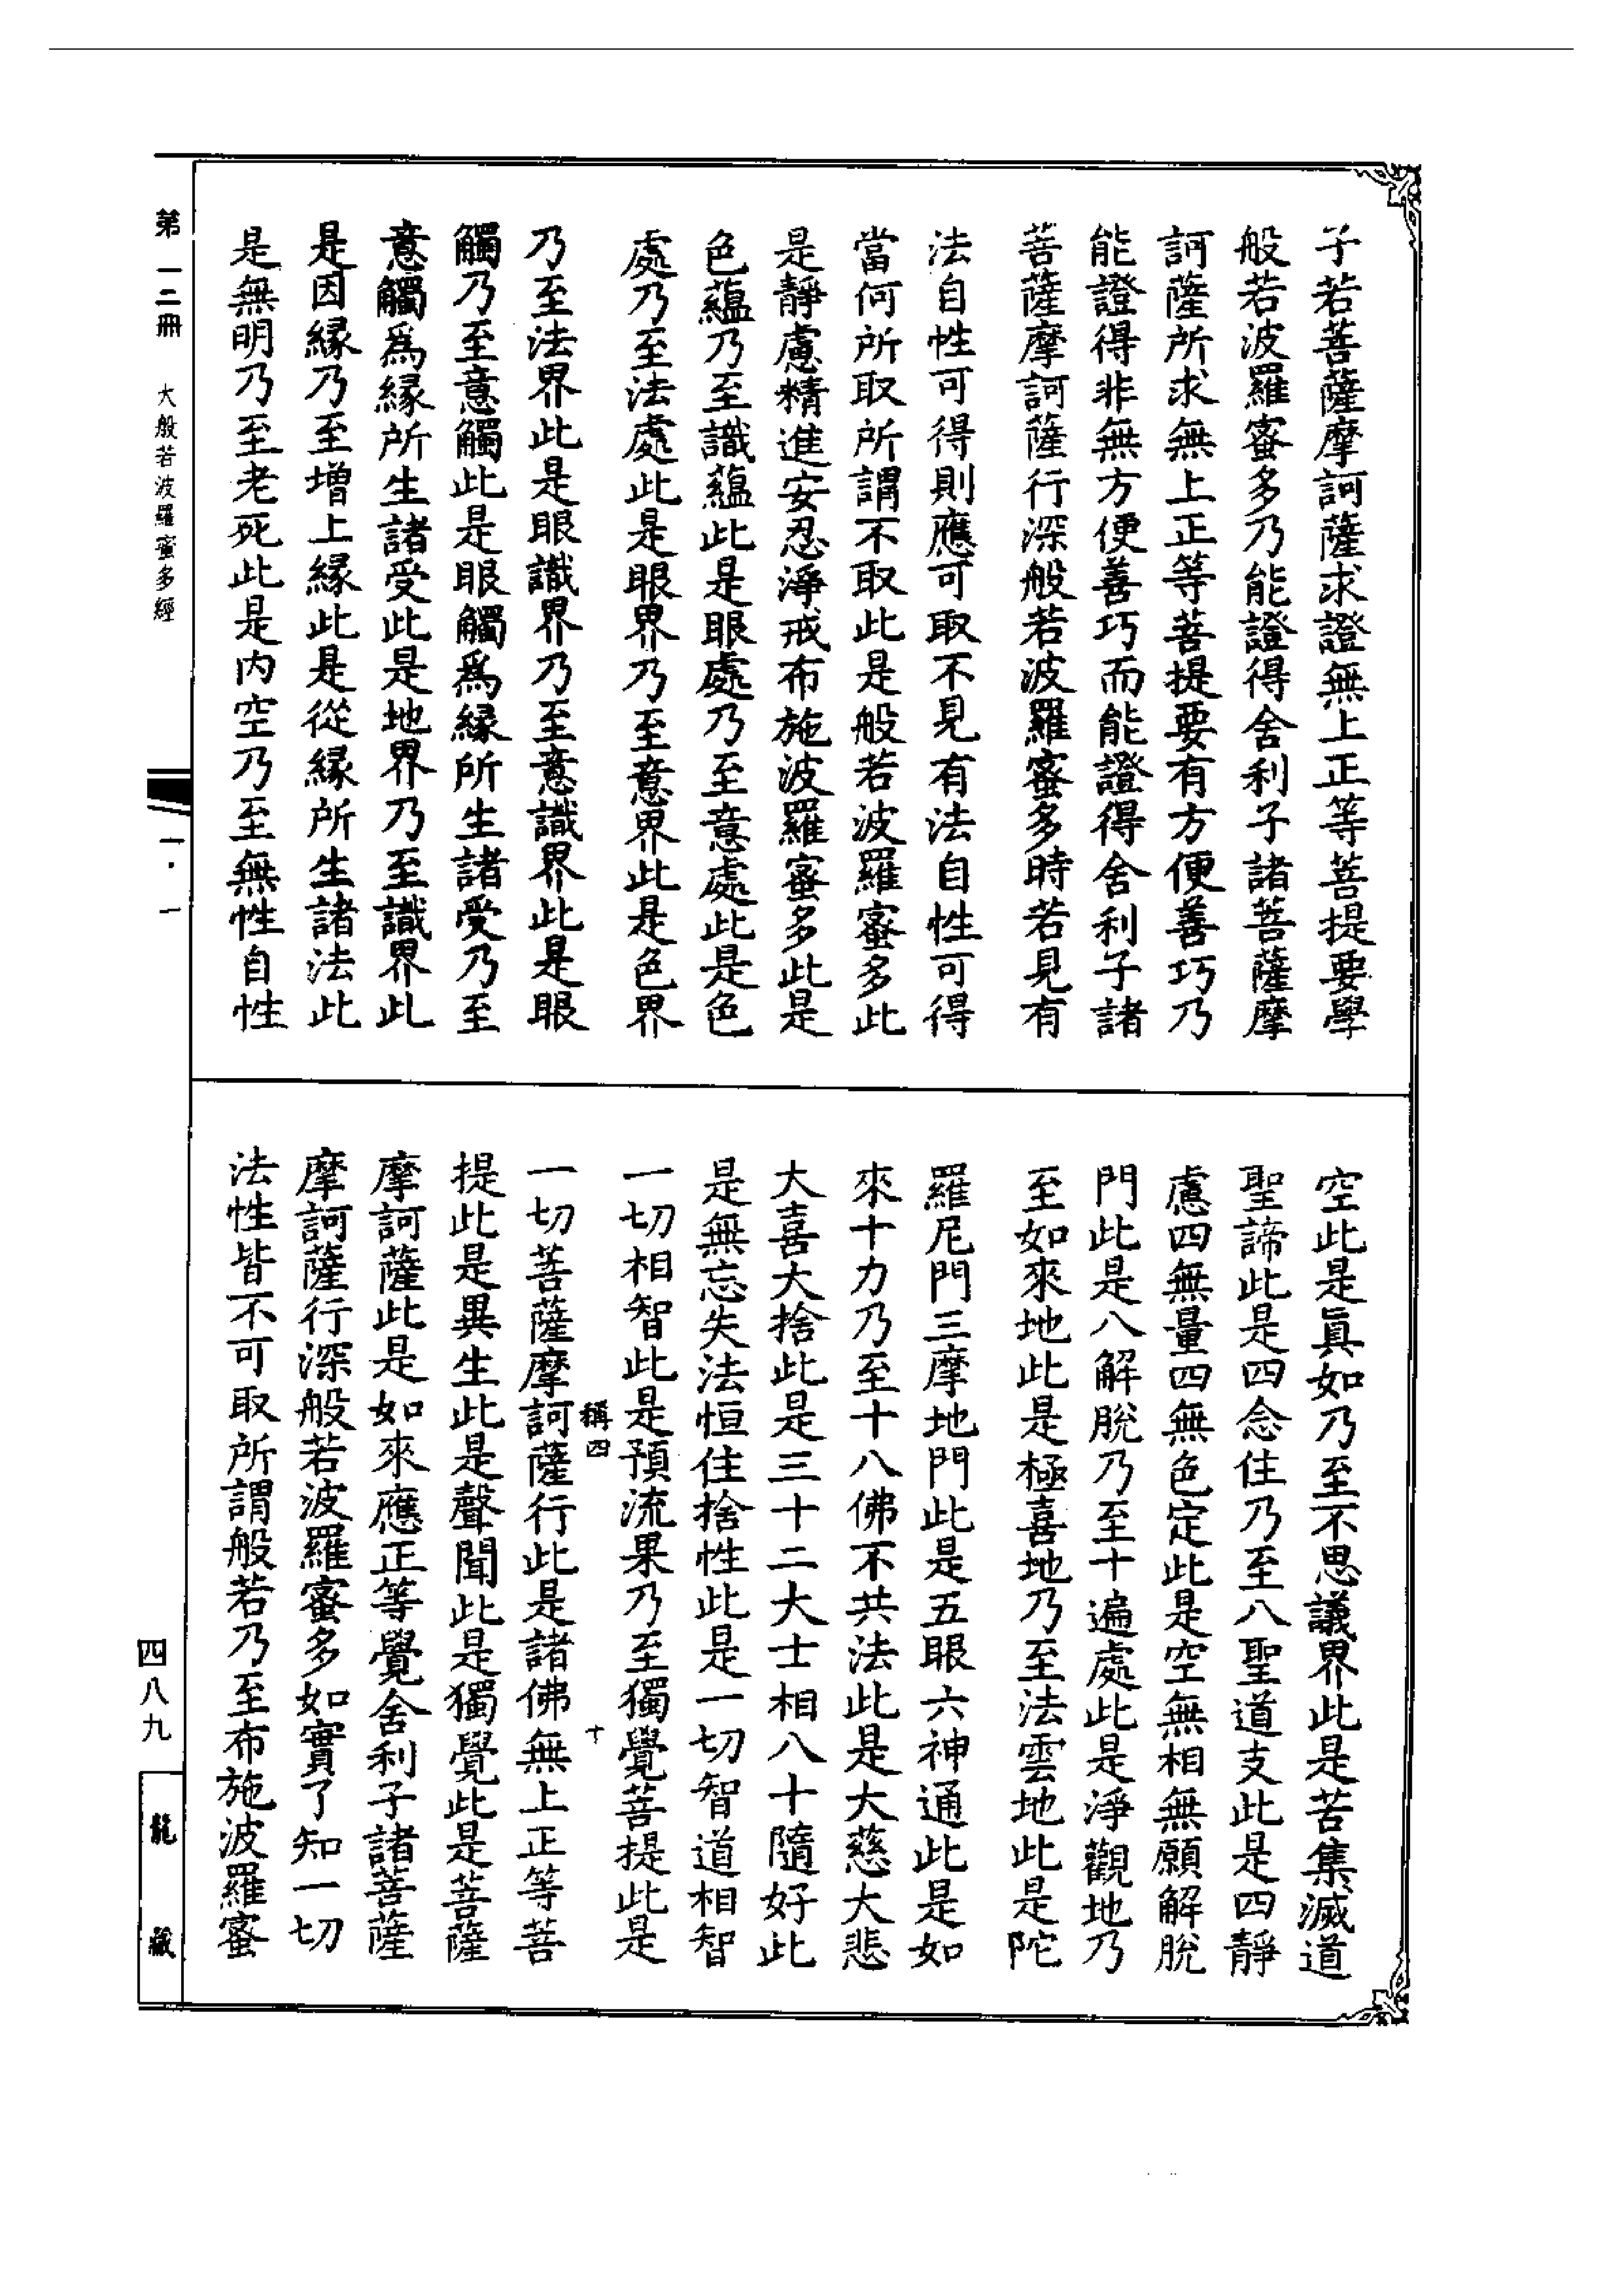 子若菩薩摩訶薩求證無上正等菩提要學
般若波羅蜜多乃能證得舍利子諸菩薩摩
訶薩所求無上正等菩提要有方便善巧乃
能證得非無方便善巧而能證得舍利子諸
菩薩摩訶薩行深般若波羅蜜多時若見有
法自性可得則應可取不見有法自性可得
當何所取所謂不取此是般若波羅蜜多此
是靜慮精進安忍淨戒布施波羅蜜多此是
色蘊乃至識蘊此是眼處乃至意處此是色
處乃至法處此是眼界乃至意界此是色界
乃至法界此是眼識界乃至意識界此是眼
觸乃至意觸此是眼觸為緣所生諸受乃至
意觸為緣所生諸受此是地界乃至識界此
是因緣乃至增上緣此是從緣所生諸法此
是無明乃至老死此是內空乃至無性自性
空此是眞如乃至不思議界此是苦集滅道
聖諦此是四念住乃至八聖道支此是四靜
慮四無量四無色定此是空無相無願解脫
門此是八解脫乃至十遍處此是淨觀地乃
至如來地此是極喜地乃至法雲地此是陀
羅尼門三摩地門此是五眼六神通此是如
來十力乃至十八佛不共法此是大慈大悲
大喜大捨此是三十二大士相八十隨好此
是無忘失法恒住捨性此是一切智道相智
一切相智此是預流果乃至獨覺菩提此是
稱四 十
一切菩薩摩訶薩行此是諸佛無上正等菩
提此是異生此是聲聞此是獨覺此是菩薩
摩訶薩此是如來應正等覺舍利子諸菩薩
摩訶薩行深般若波羅蜜多如實了知一切
法性皆不可取所謂般若乃至布施波羅蜜
第一二冊 大般若波羅蜜多經 一·一
四八九
龍藏